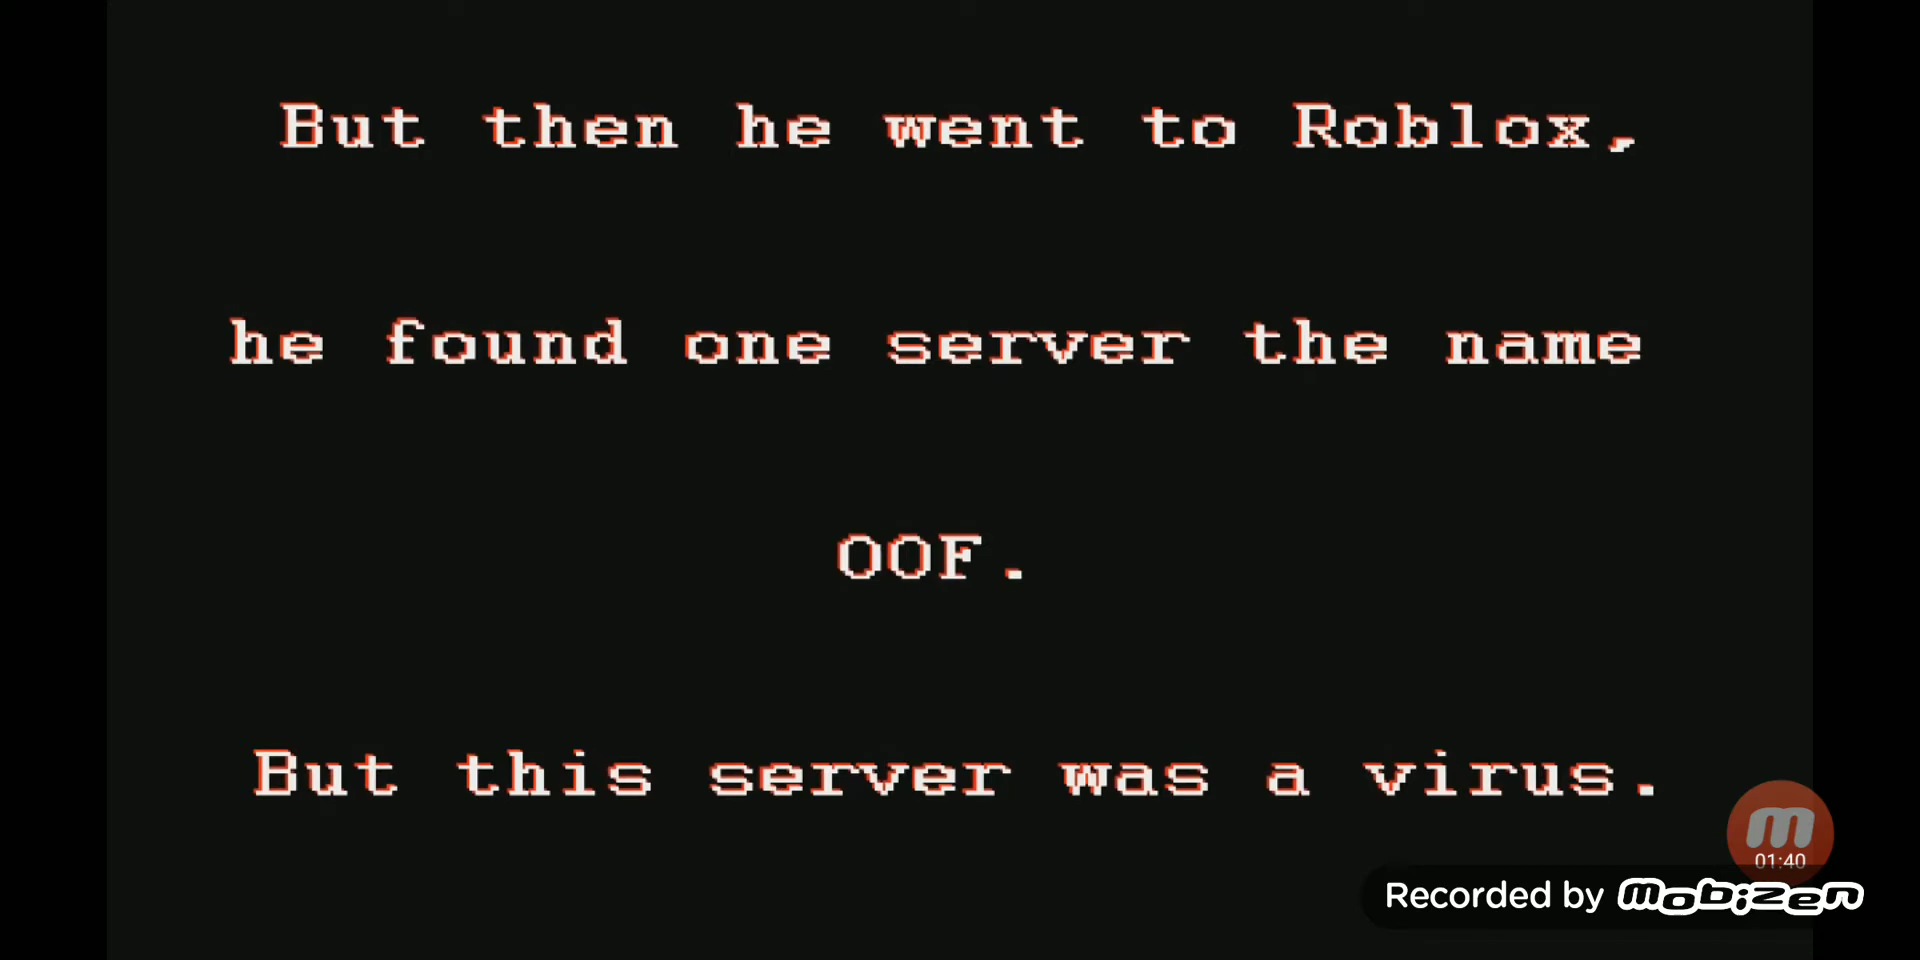 But then he went to Roblox,
he found one server the name
OOF.
But this server was a virus.
01:40
Recorded by mobizen